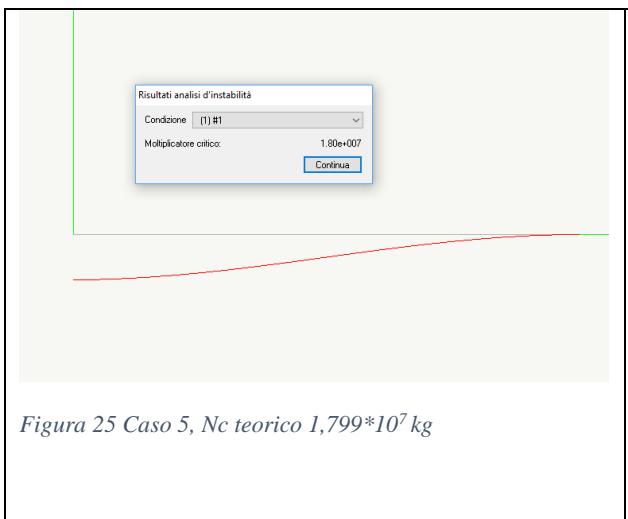 Risultati analisi d'instabilità
Condizione (1) #1
Moltiplicatore critico: 1.80e+007
Continua
Figura 25 Caso 5, Nc teorico 1,799*10⁷ kg